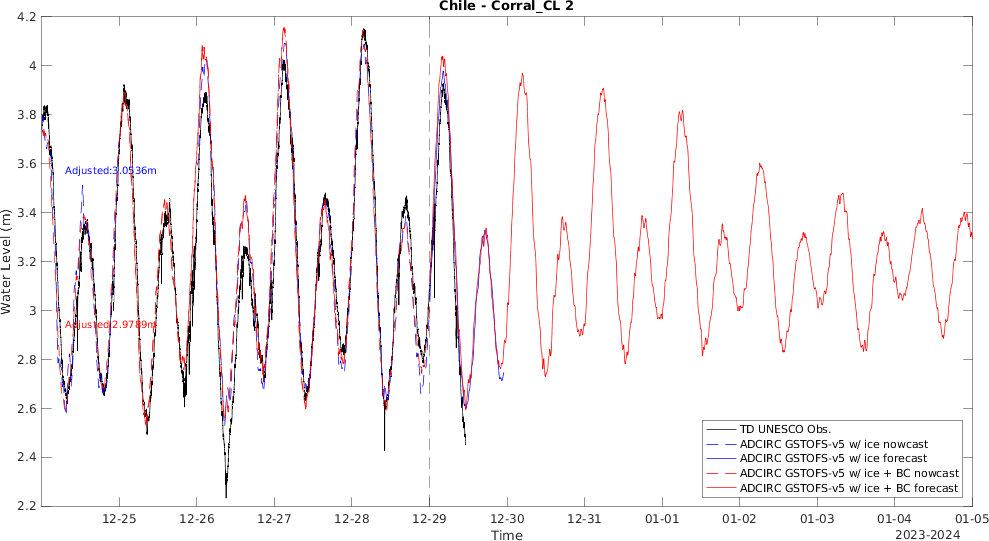 Chile - Corral_CL 2
Water Level (m)
4.2
4
3.8
3.6
3.4
3.2
3
2.8
2.6
2.4
2.2
Adjusted:3.0536m
Adjusted:2.9789m
TD UNESCO Obs.
ADCIRC GSTOFS-v5 w/ ice nowcast
ADCIRC GSTOFS-v5 w/ ice forecast
ADCIRC GSTOFS-v5 w/ ice + BC nowcast
ADCIRC GSTOFS-v5 w/ ice + BC forecast
12-25 12-26 12-27 12-28 12-29 12-30 12-31 01-01 01-02 01-03 01-04 01-05
Time
2023-2024